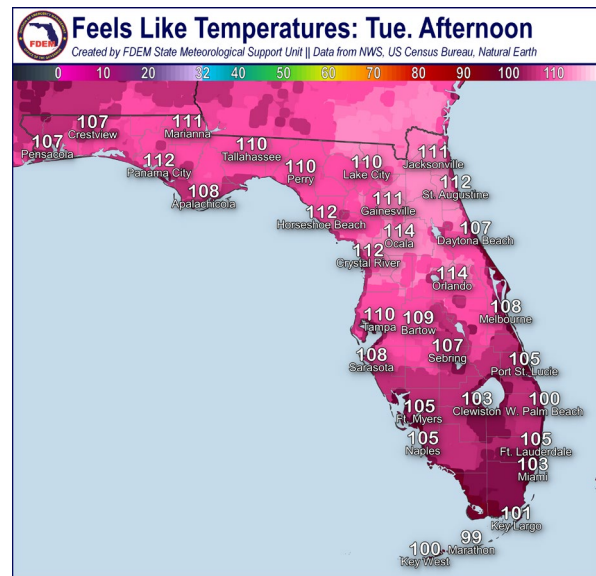 FDEM
Feels Like Temperatures: Tue. Afternoon
Created by FDEM State Meteorological Support Unit || Data from NWS, US Census Bureau, Natural Earth
0 10 20 32 40 50 60 70 80 90 100 110
107
Crestview
111
Marianna
107
Pensacola
112
Panama City
110
Tallahassee
108
Apalachicola
110
Perry
110
Lake City
111
Jacksonville
112
St. Augustine
111
Gainesville
112
Horseshoe Beach
114
Ocala
107
Daytona Beach
112
Crystal River
114
Orlando
108
Melbourne
110
Tampa
109
Bartow
108
Sarasota
107
Sebring
105
Port St. Lucie
105
Ft. Myers
103
Clewiston
100
W. Palm Beach
105
Naples
105
Ft. Lauderdale
103
Miami
101
Key Largo
99
Marathon
100
Key West